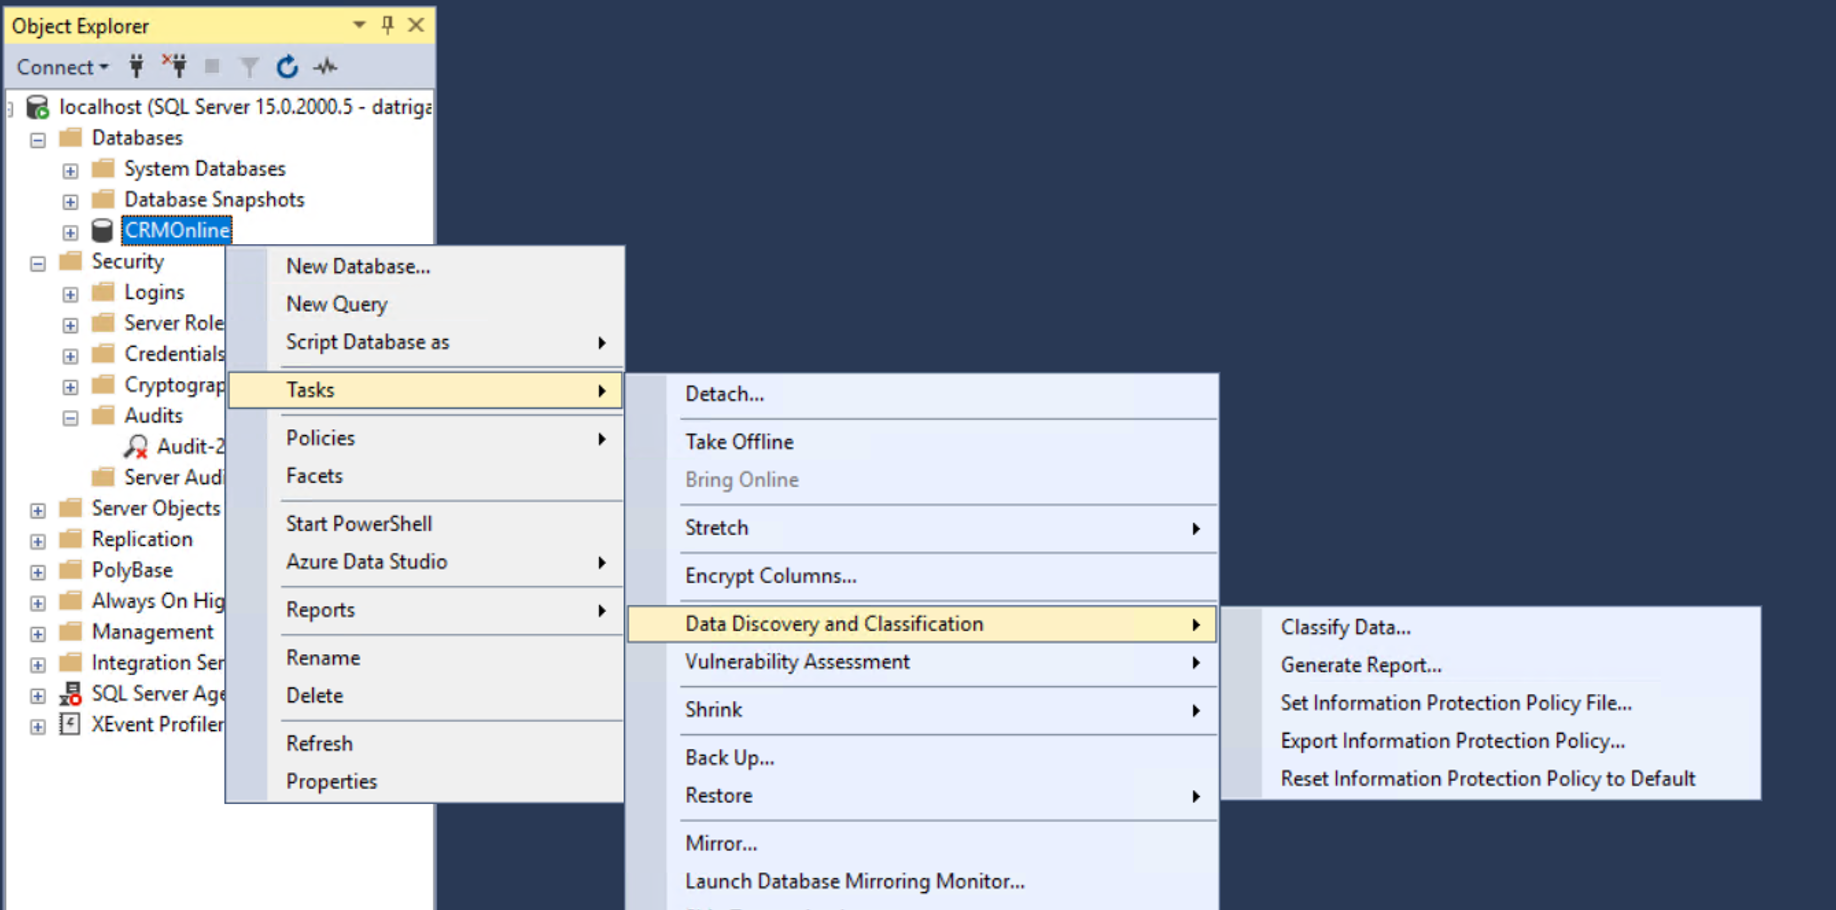 Object Explorer
Connect
localhost (SQL Server 15.0.2000.5 - datriga
Databases
System Databases
Database Snapshots
CRMOnline
Security
Logins
Server Role
Credentials
Cryptograp
Audits
Audit-2
Server Audi
Server Objects
Replication
PolyBase
Always On Hig
Management
Integration Ser
SQL Server Age
XEvent Profiler
New Database...
New Query
Script Database as
Tasks
Policies
Facets
Start PowerShell
Azure Data Studio
Reports
Rename
Delete
Refresh
Properties
Detach...
Take Offline
Bring Online
Stretch
Encrypt Columns...
Data Discovery and Classification
Vulnerability Assessment
Shrink
Back Up...
Restore
Mirror...
Launch Database Mirroring Monitor...
Classify Data...
Generate Report...
Set Information Protection Policy File...
Export Information Protection Policy...
Reset Information Protection Policy to Default